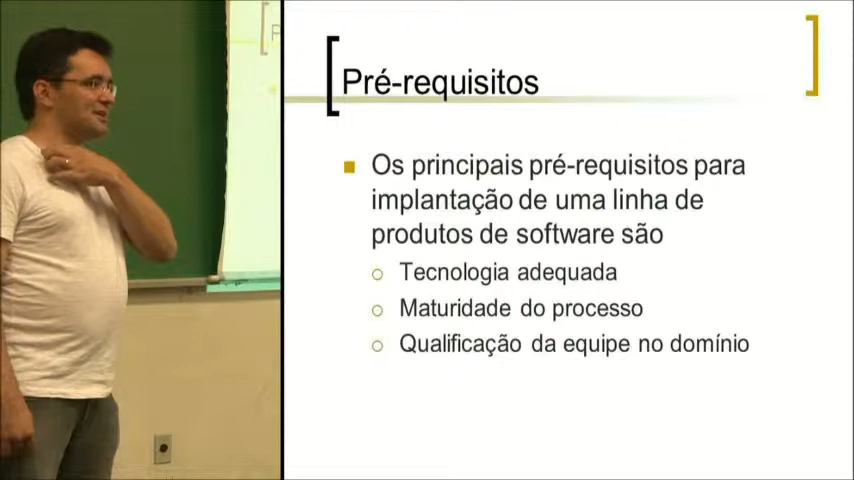 Pré-requisitos
Os principais pré-requisitos para
implantação de uma linha de
produtos de software são
Tecnologia adequada
Maturidade do processo
Qualificação da equipe no domínio